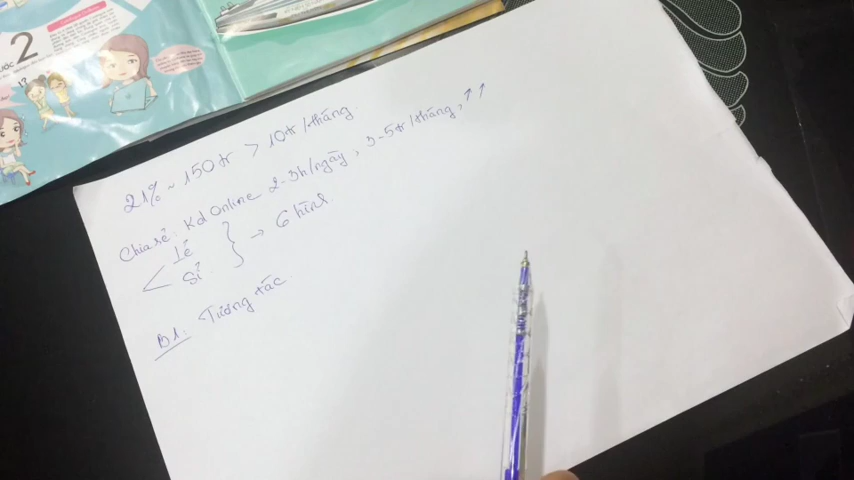 2
21% ~ 150tr > 10tr/tháng.
Chia sẻ: Kd Online 2-3h/ngày, 3-5tr/tháng, ↑↑
< Lẻ } → 6 hình
Sỉ
B1: Tương tác